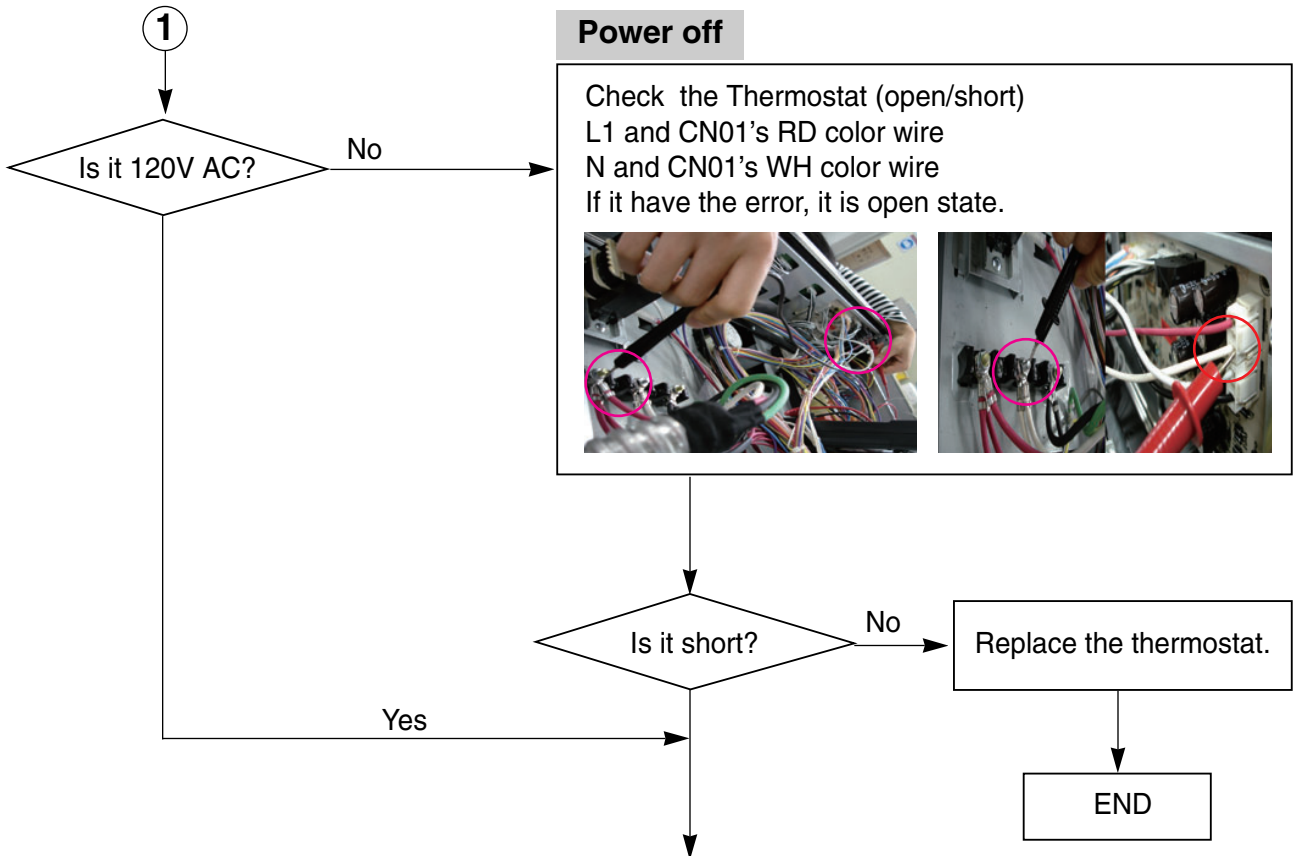 1
Power off
Is it 120V AC?
No
Check the Thermostat (open/short)
L1 and CN01's RD color wire
N and CN01's WH color wire
If it have the error, it is open state.
Is it short?
No
Replace the thermostat.
Yes
END